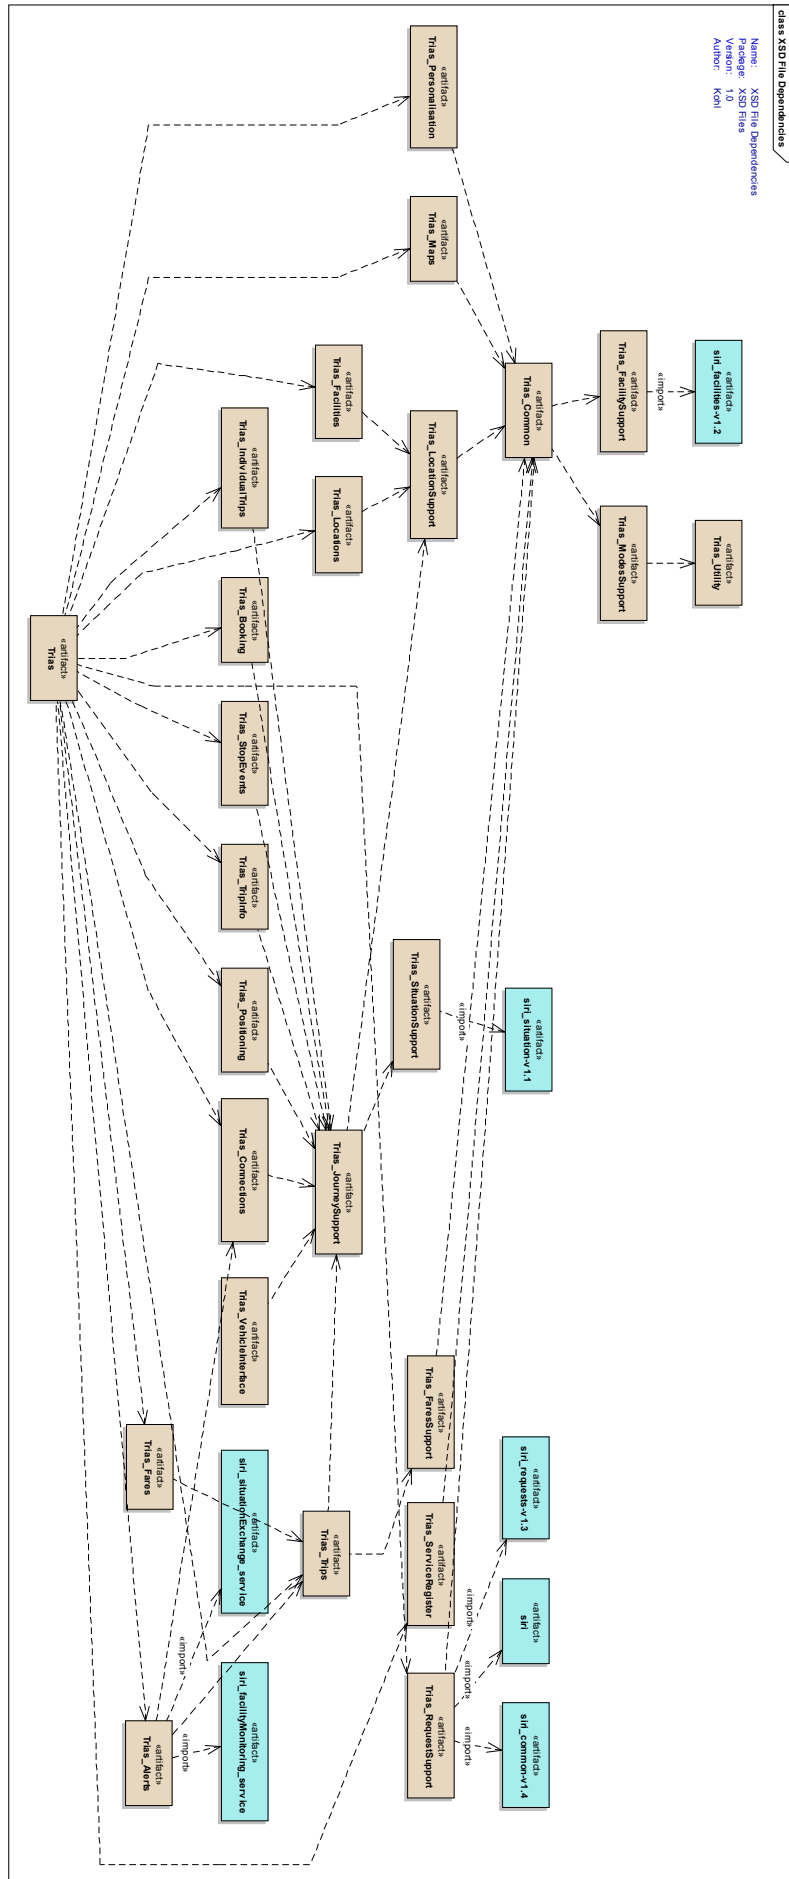 class XSD File Dependencies
Name: XSD File Dependencies
Package: XSD Files
Version: 1.0
Author: Kohl
«artifact»
Trias_Personalisation
«artifact»
Trias_Maps
«artifact»
Trias_Facilities
«artifact»
Trias_IndividualTrips
«artifact»
Trias_Locations
«artifact»
Trias_LocationSupport
«artifact»
Trias_Common
«artifact»
Trias_FacilitySupport
«import»
«artifact»
siri_facilities-v1.2
«artifact»
Trias_ModesSupport
«artifact»
Trias_Utility
«artifact»
Trias
«artifact»
Trias_Booking
«artifact»
Trias_StopEvents
«artifact»
Trias_TripInfo
«artifact»
Trias_Positioning
«artifact»
Trias_Connections
«artifact»
Trias_VehicleInterface
«artifact»
Trias_JourneySupport
«artifact»
Trias_SituationSupport
«import»
«artifact»
siri_situation-v1.1
«artifact»
Trias_Fares
«artifact»
siri_situationExchange_service
«artifact»
Trias_Trips
«artifact»
Trias_FaresSupport
«artifact»
Trias_ServiceRegister
«artifact»
Trias_RequestSupport
«import»
«import»
«import»
«artifact»
siri_requests-v1.3
«artifact»
siri
«artifact»
siri_common-v1.4
«artifact»
Trias_Alerts
«import»
«import»
«artifact»
siri_facilityMonitoring_service